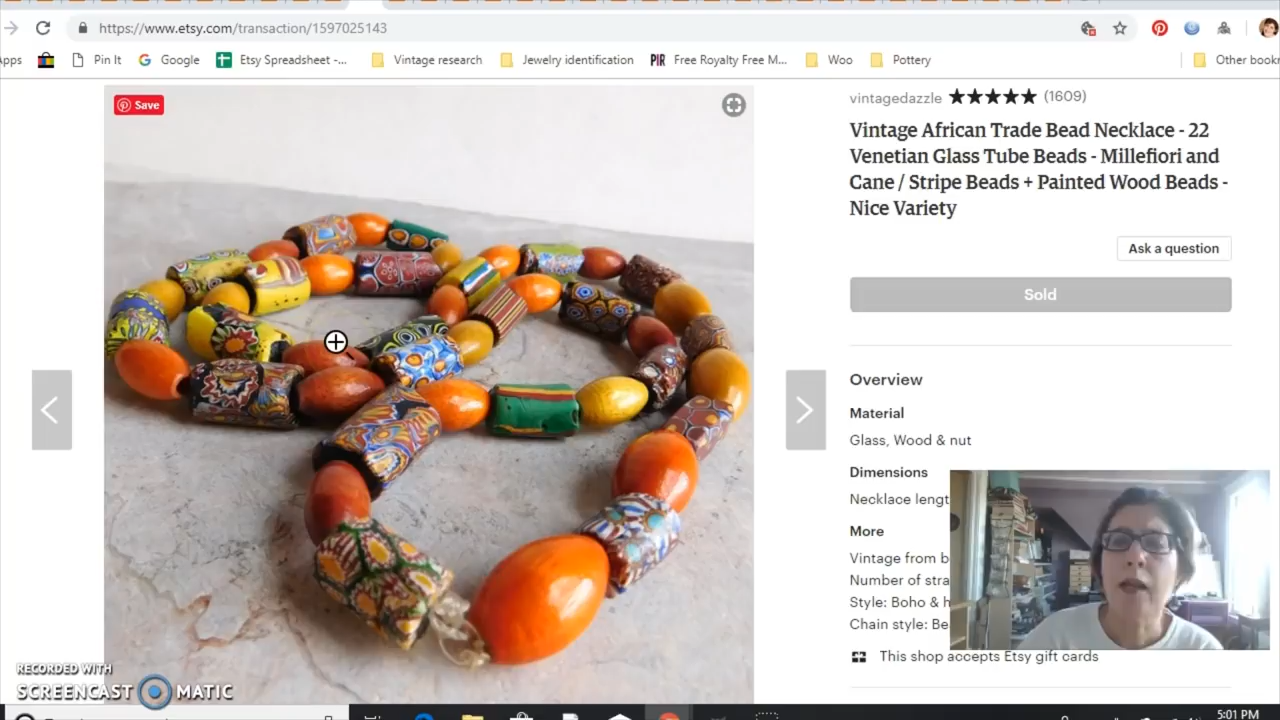 https://www.etsy.com/transaction/1597025143
Pin It
Google
Etsy Spreadsheet -...
Vintage research
Jewelry identification
PIR Free Royalty Free M...
Woo
Pottery
Other book
Save
vintagedazzle ★★★★★ (1609)
Vintage African Trade Bead Necklace - 22
Venetian Glass Tube Beads - Millefiori and
Cane / Stripe Beads + Painted Wood Beads -
Nice Variety
Ask a question
Sold
Overview
Material
Glass, Wood & nut
Dimensions
Necklace lengt
More
Vintage from b
Number of stra
Style: Boho & h
Chain style: Be
This shop accepts Etsy gift cards
RECORDED WITH
SCREENCAST MATIC
5:01 PM